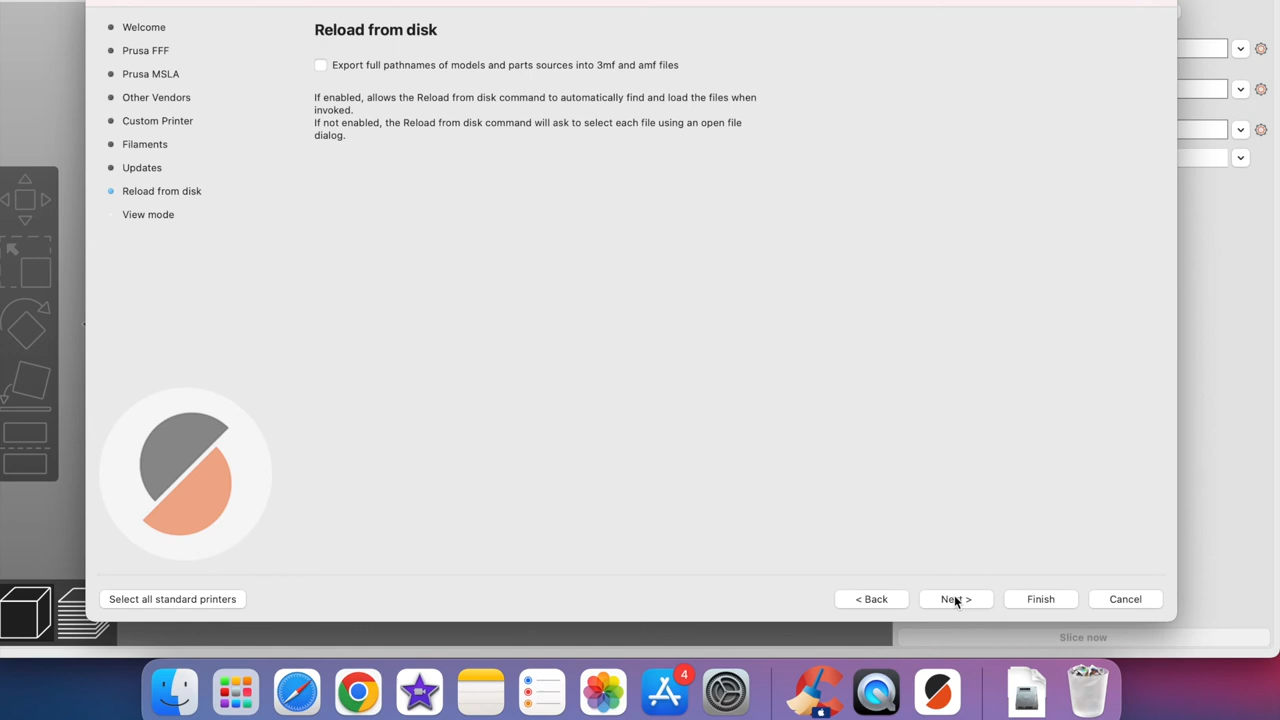 Welcome
Prusa FFF
Prusa MSLA
Other Vendors
Custom Printer
Filaments
Updates
Reload from disk
View mode
Reload from disk
Export full pathnames of models and parts sources into 3mf and amf files
If enabled, allows the Reload from disk command to automatically find and load the files when
invoked.
If not enabled, the Reload from disk command will ask to select each file using an open file
dialog.
Select all standard printers
< Back
Next >
Finish
Cancel
Slice now
4